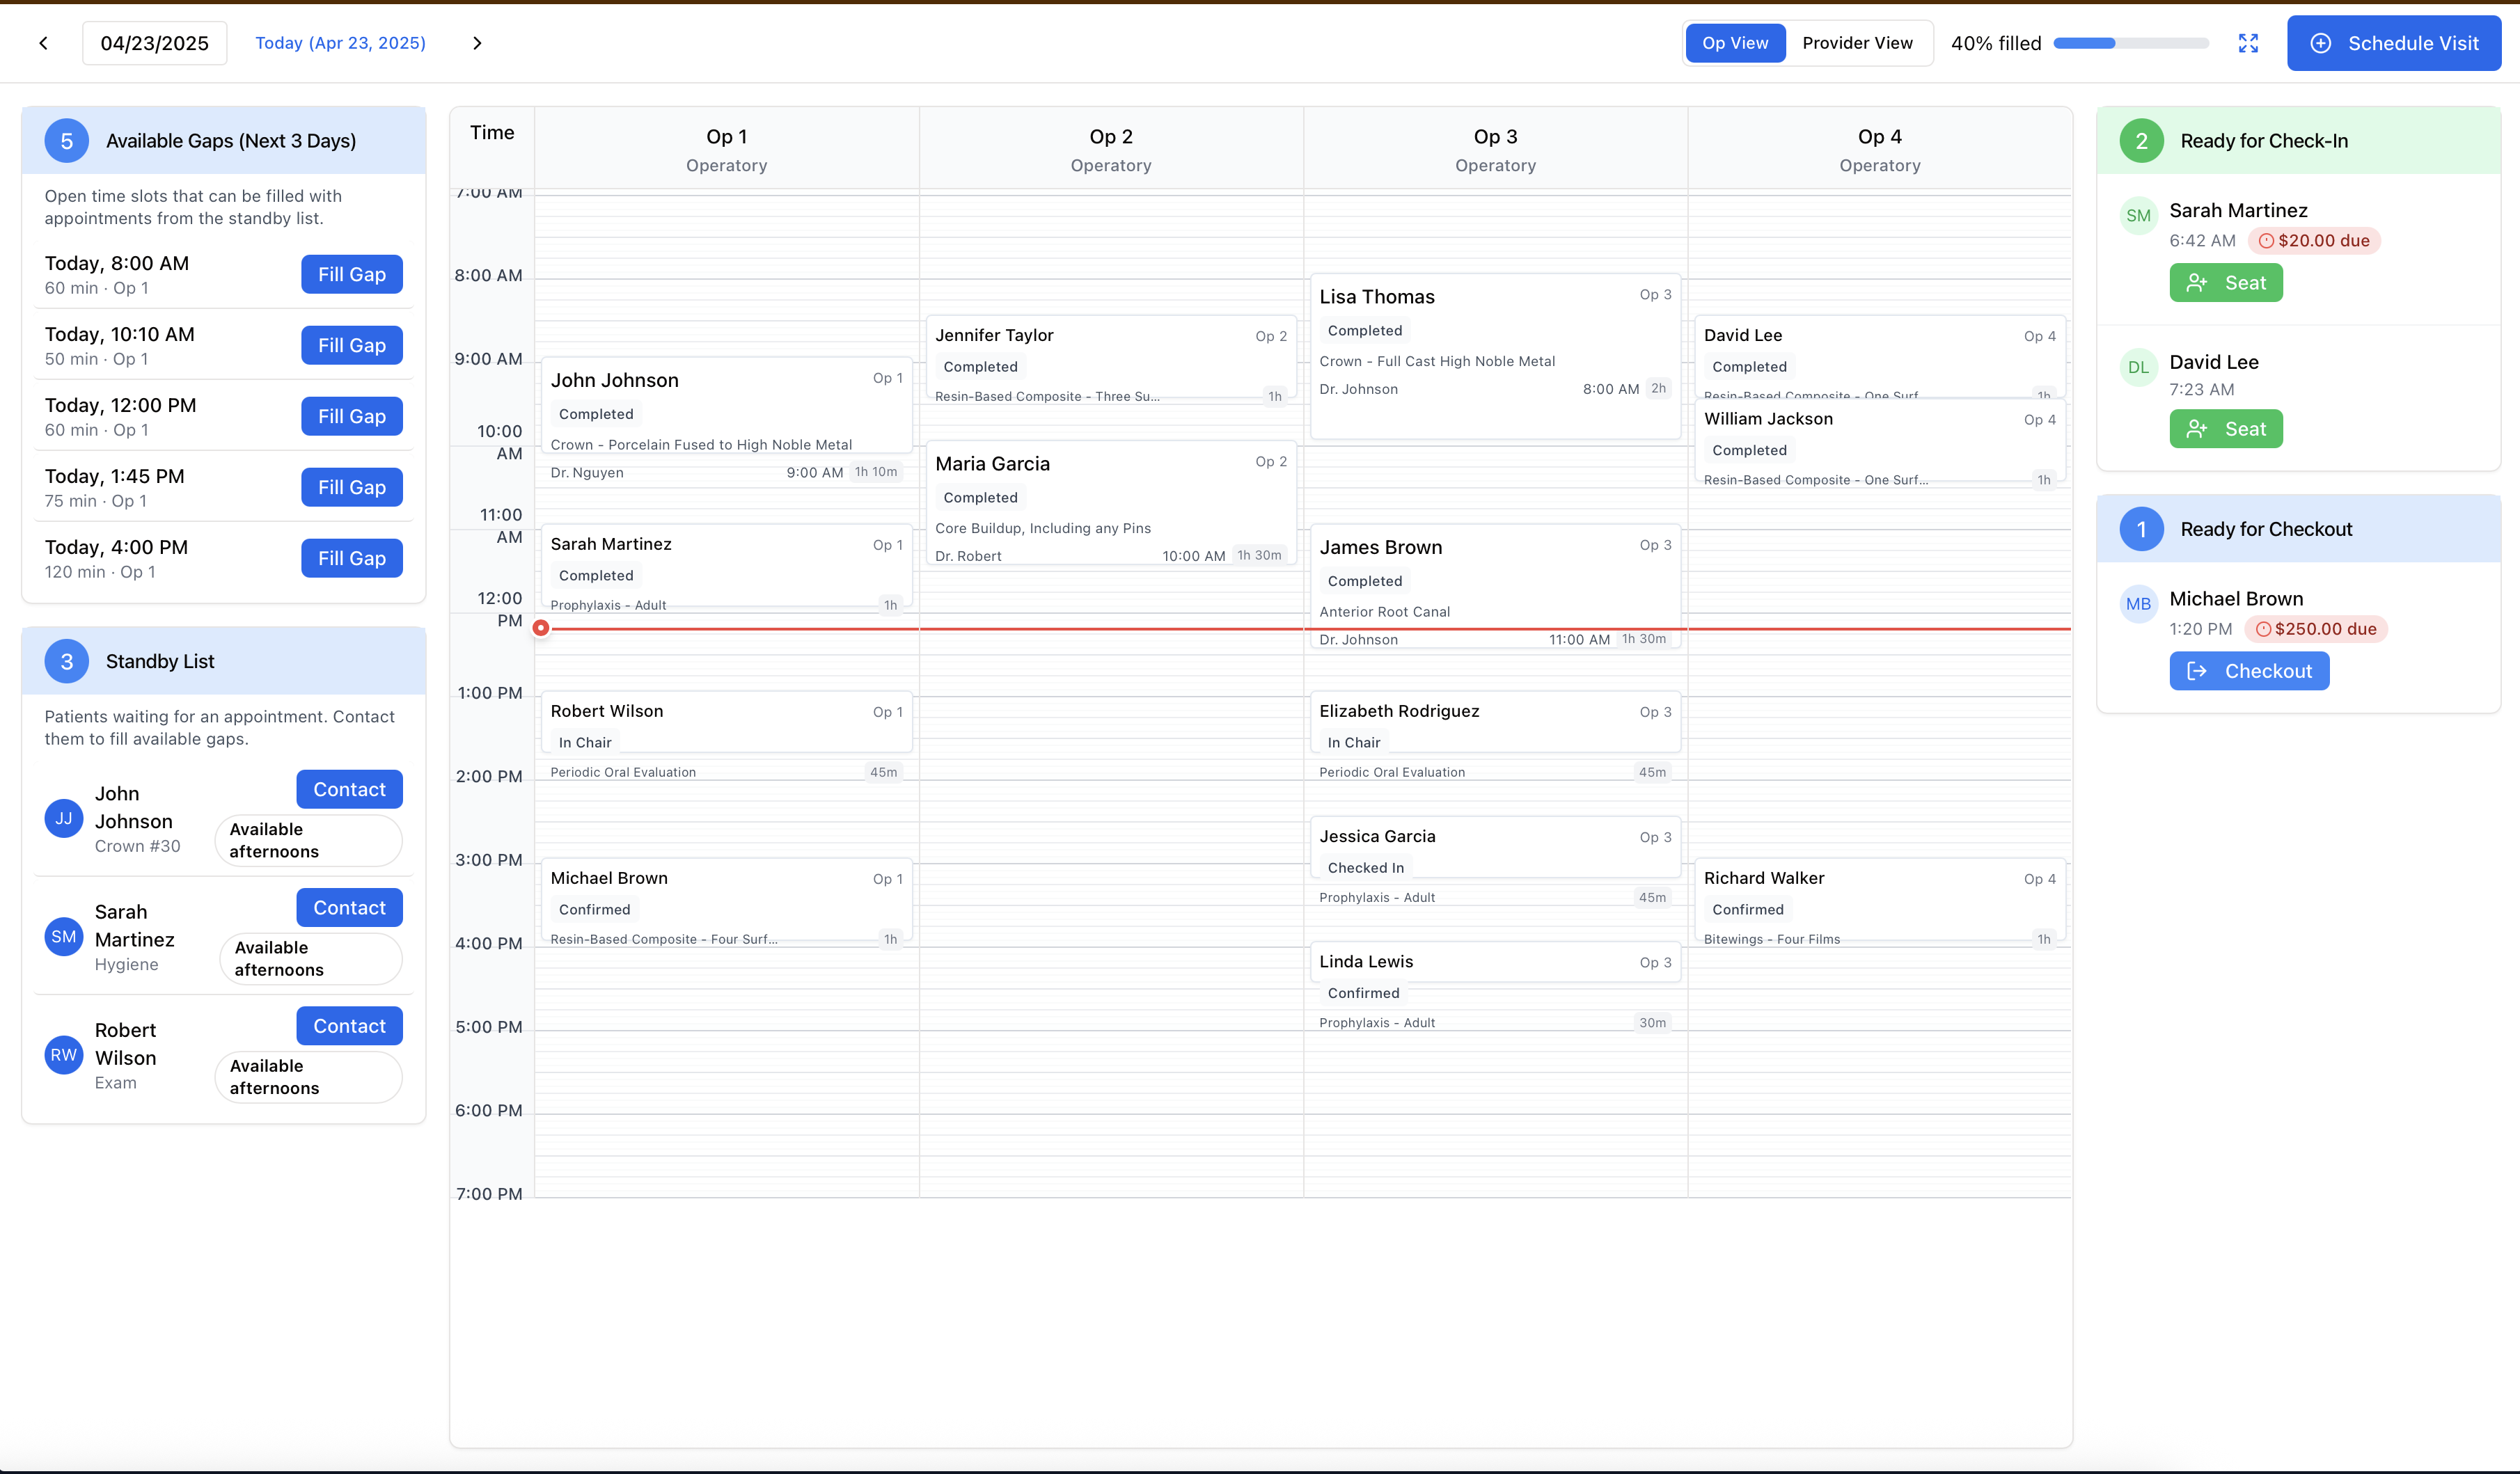 04/23/2025
Today (Apr 23, 2025)
Op View
Provider View
40% filled
Schedule Visit
5
Available Gaps (Next 3 Days)
Open time slots that can be filled with
appointments from the standby list.
Today, 8:00 AM
60 min · Op 1
Fill Gap
Today, 10:10 AM
50 min · Op 1
Fill Gap
Today, 12:00 PM
60 min · Op 1
Fill Gap
Today, 1:45 PM
75 min · Op 1
Fill Gap
Today, 4:00 PM
120 min · Op 1
Fill Gap
3
Standby List
Patients waiting for an appointment. Contact
them to fill available gaps.
JJ
John
Johnson
Crown #30
Contact
Available
afternoons
SM
Sarah
Martinez
Hygiene
Contact
Available
afternoons
RW
Robert
Wilson
Exam
Contact
Available
afternoons
Time
Op 1
Operatory
Op 2
Operatory
Op 3
Operatory
Op 4
Operatory
7:00 AM
8:00 AM
9:00 AM
10:00
AM
11:00
AM
12:00
PM
1:00 PM
2:00 PM
3:00 PM
4:00 PM
5:00 PM
6:00 PM
7:00 PM
John Johnson
Op 1
Completed
Crown - Porcelain Fused to High Noble Metal
Dr. Nguyen
9:00 AM
1h 10m
Sarah Martinez
Op 1
Completed
Prophylaxis - Adult
1h
Robert Wilson
Op 1
In Chair
Periodic Oral Evaluation
45m
Michael Brown
Op 1
Confirmed
Resin-Based Composite - Four Surf...
1h
Jennifer Taylor
Op 2
Completed
Resin-Based Composite - Three Su...
1h
Maria Garcia
Op 2
Completed
Core Buildup, Including any Pins
Dr. Robert
10:00 AM
1h 30m
Lisa Thomas
Op 3
Completed
Crown - Full Cast High Noble Metal
Dr. Johnson
8:00 AM
2h
James Brown
Op 3
Completed
Anterior Root Canal
Dr. Johnson
11:00 AM
1h 30m
Elizabeth Rodriguez
Op 3
In Chair
Periodic Oral Evaluation
45m
Jessica Garcia
Op 3
Checked In
Prophylaxis - Adult
45m
Linda Lewis
Op 3
Confirmed
Prophylaxis - Adult
30m
David Lee
Op 4
Completed
Resin-Based Composite - One Surf...
1h
William Jackson
Op 4
Completed
Resin-Based Composite - One Surf...
1h
Richard Walker
Op 4
Confirmed
Bitewings - Four Films
1h
2
Ready for Check-In
SM
Sarah Martinez
6:42 AM
$20.00 due
Seat
DL
David Lee
7:23 AM
Seat
1
Ready for Checkout
MB
Michael Brown
1:20 PM
$250.00 due
Checkout